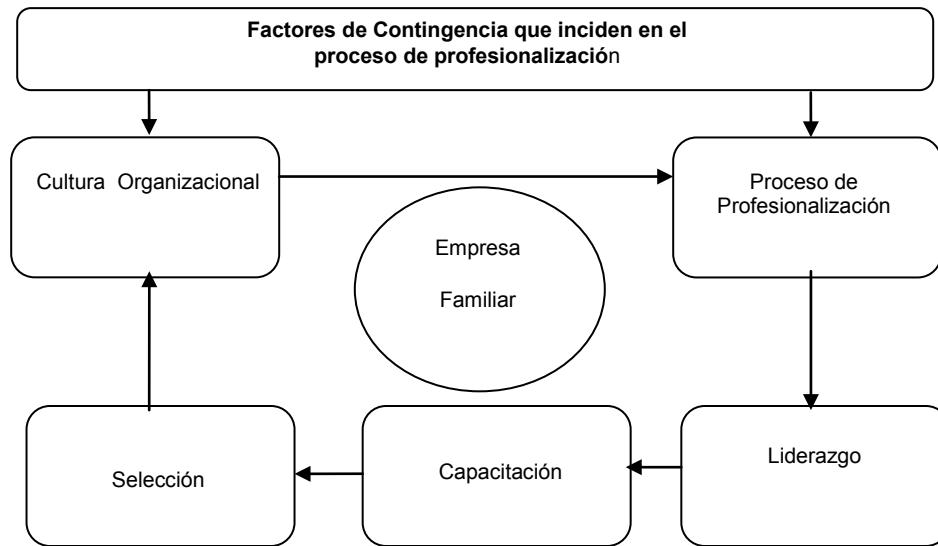 Factores de Contingencia que inciden en el
proceso de profesionalización
Cultura Organizacional
Proceso de
Profesionalización
Empresa
Familiar
Selección
Capacitación
Liderazgo